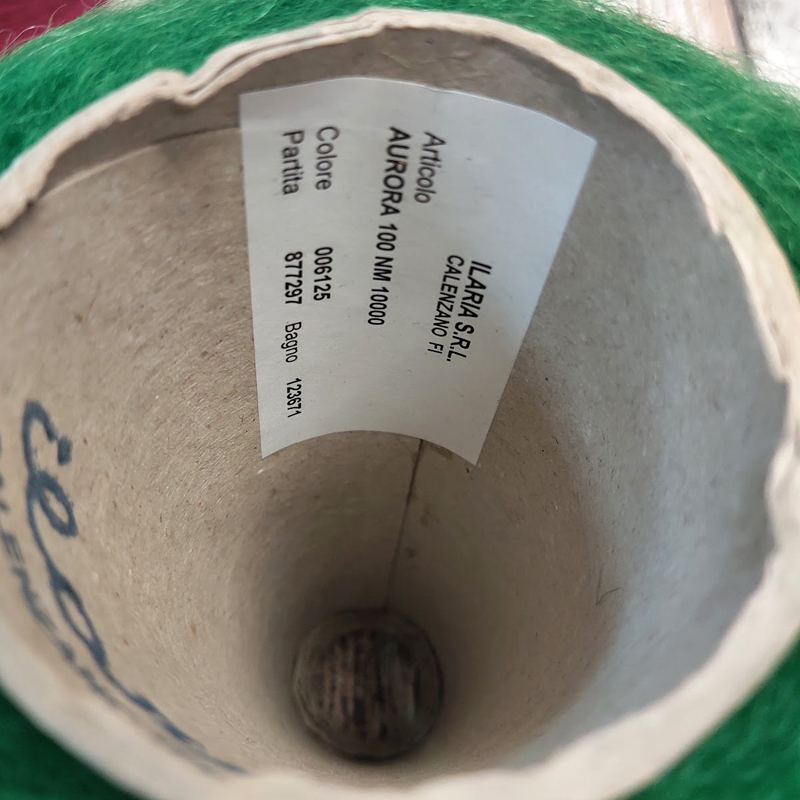 ILARIA S.R.L.
CALENZANO FI
Articolo
AURORA 100 NM 10000
Colore 006125
Partita 877297 Bagno 123671